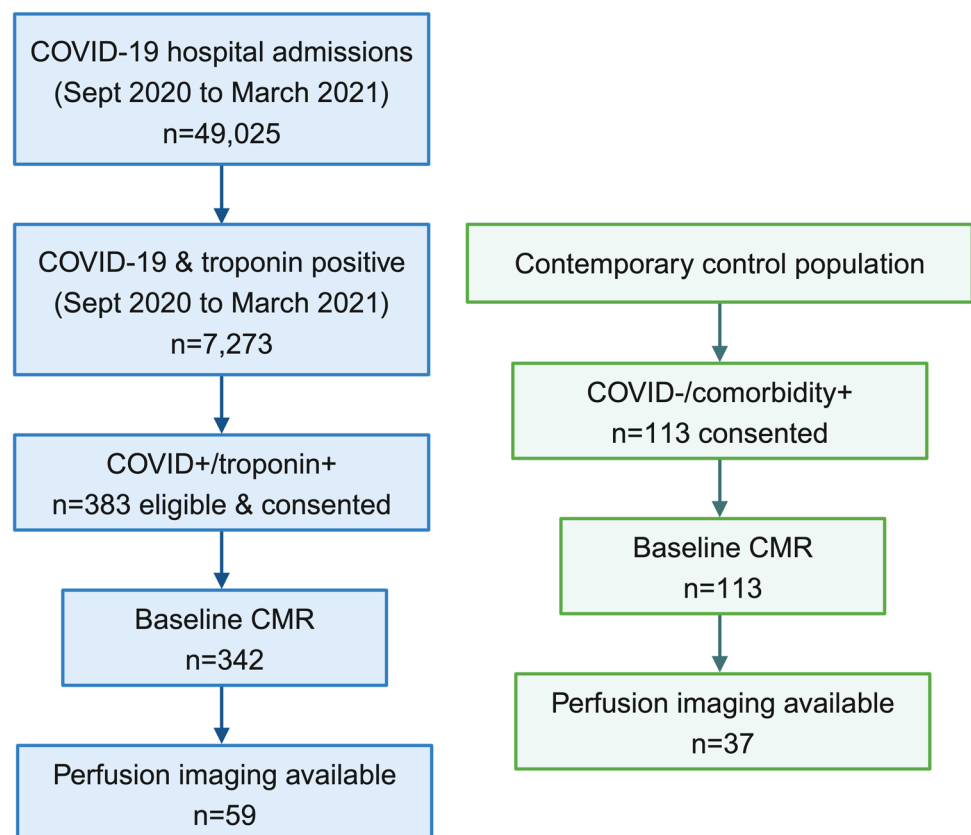 COVID-19 hospital admissions
(Sept 2020 to March 2021)
n=49,025
COVID-19 & troponin positive
(Sept 2020 to March 2021)
n=7,273
COVID+/troponin+
n=383 eligible & consented
Baseline CMR
n=342
Perfusion imaging available
n=59
Contemporary control population
COVID-/comorbidity+
n=113 consented
Baseline CMR
n=113
Perfusion imaging available
n=37